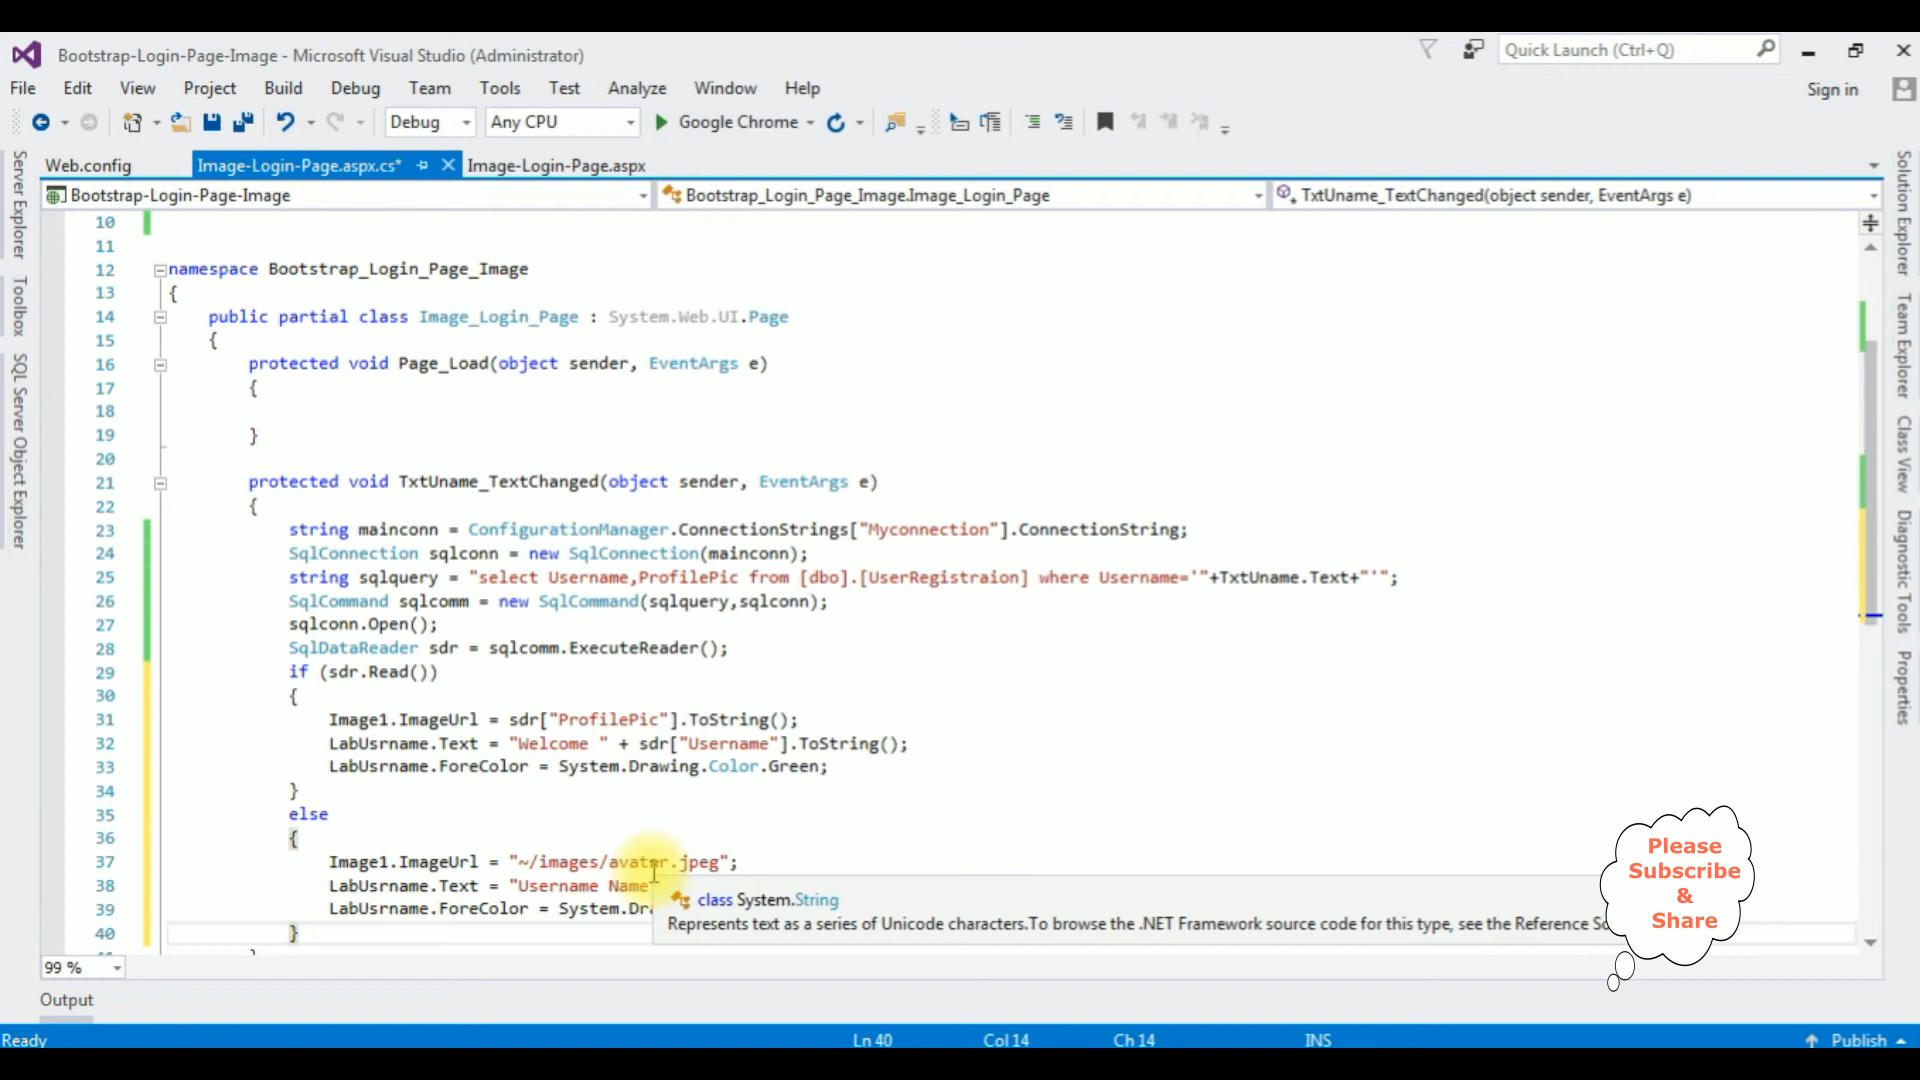 Bootstrap-Login-Page-Image - Microsoft Visual Studio (Administrator)
Quick Launch (Ctrl+Q)
File Edit View Project Build Debug Team Tools Test Analyze Window Help
Sign in
Debug Any CPU Google Chrome
Web.config Image-Login-Page.aspx.cs* Image-Login-Page.aspx
Bootstrap-Login-Page-Image Bootstrap_Login_Page_Image.Image_Login_Page TxtUname_TextChanged(object sender, EventArgs e)
Server Explorer
Toolbox
SQL Server Object Explorer
10
11
12 namespace Bootstrap_Login_Page_Image
13 {
14 public partial class Image_Login_Page : System.Web.UI.Page
15 {
16 protected void Page_Load(object sender, EventArgs e)
17 {
18
19 }
20
21 protected void TxtUname_TextChanged(object sender, EventArgs e)
22 {
23 string mainconn = ConfigurationManager.ConnectionStrings["Myconnection"].ConnectionString;
24 SqlConnection sqlconn = new SqlConnection(mainconn);
25 string sqlquery = "select Username,ProfilePic from [dbo].[UserRegistraion] where Username='"+TxtUname.Text+"'";
26 SqlCommand sqlcomm = new SqlCommand(sqlquery,sqlconn);
27 sqlconn.Open();
28 SqlDataReader sdr = sqlcomm.ExecuteReader();
29 if (sdr.Read())
30 {
31 Image1.ImageUrl = sdr["ProfilePic"].ToString();
32 LabUsrname.Text = "Welcome " + sdr["Username"].ToString();
33 LabUsrname.ForeColor = System.Drawing.Color.Green;
34 }
35 else
36 {
37 Image1.ImageUrl = "~/images/avatar.jpeg";
38 LabUsrname.Text = "Username Name
39 LabUsrname.ForeColor = System.Dra
40 }
class System.String
Represents text as a series of Unicode characters.To browse the .NET Framework source code for this type, see the Reference So
Solution Explorer
Team Explorer
Class View
Diagnostic Tools
Properties
Please
Subscribe
&
Share
99 %
Output
Ready Ln 40 Col 14 Ch 14 INS Publish